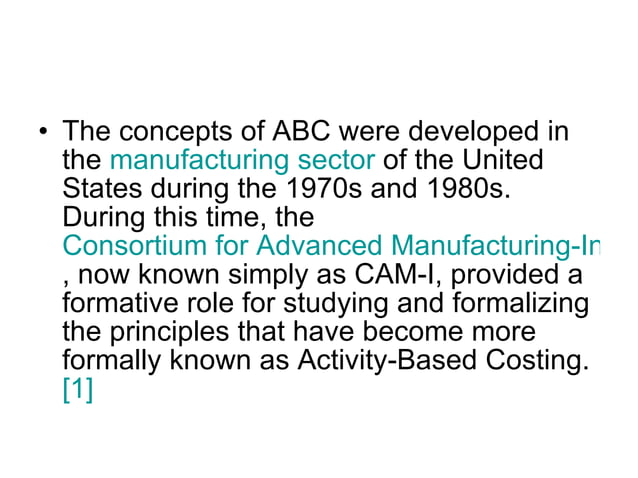 • The concepts of ABC were developed in
the manufacturing sector of the United
States during the 1970s and 1980s.
During this time, the
Consortium for Advanced Manufacturing-In
, now known simply as CAM-I, provided a
formative role for studying and formalizing
the principles that have become more
formally known as Activity-Based Costing.
[1]